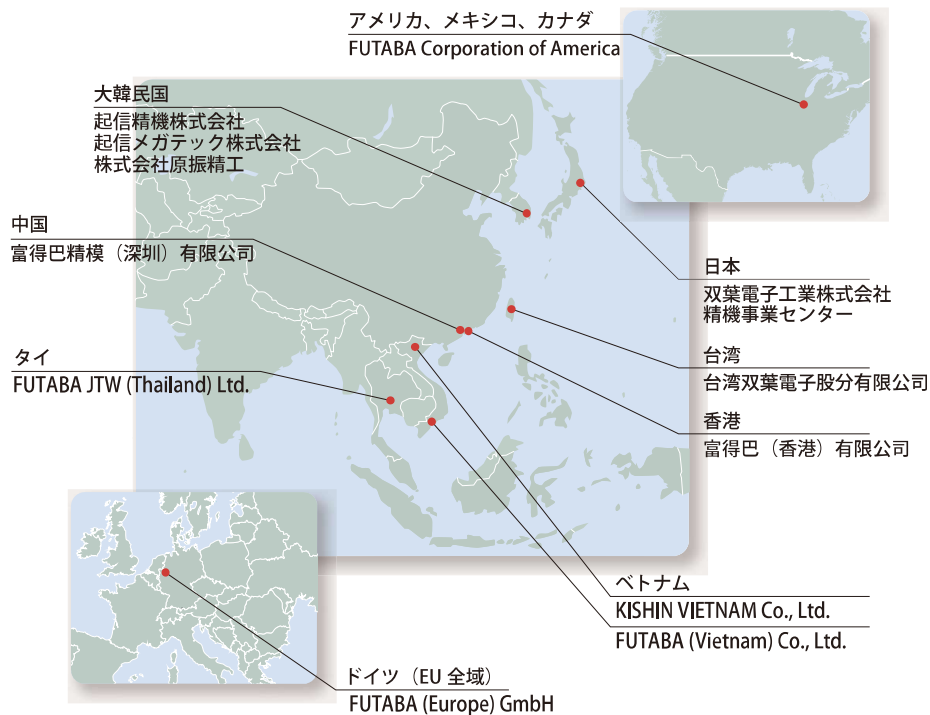 アメリカ、メキシコ、カナダ
FUTABA Corporation of America
大韓民国
起信精機株式会社
起信メガテック株式会社
株式会社原振精工
中国
富得巴精模（深圳）有限公司
タイ
FUTABA JTW (Thailand) Ltd.
日本
双葉電子工業株式会社
精機事業センター
台湾
台湾双葉電子股分有限公司
香港
富得巴（香港）有限公司
ベトナム
KISHIN VIETNAM Co., Ltd.
FUTABA (Vietnam) Co., Ltd.
ドイツ（EU 全域）
FUTABA (Europe) GmbH